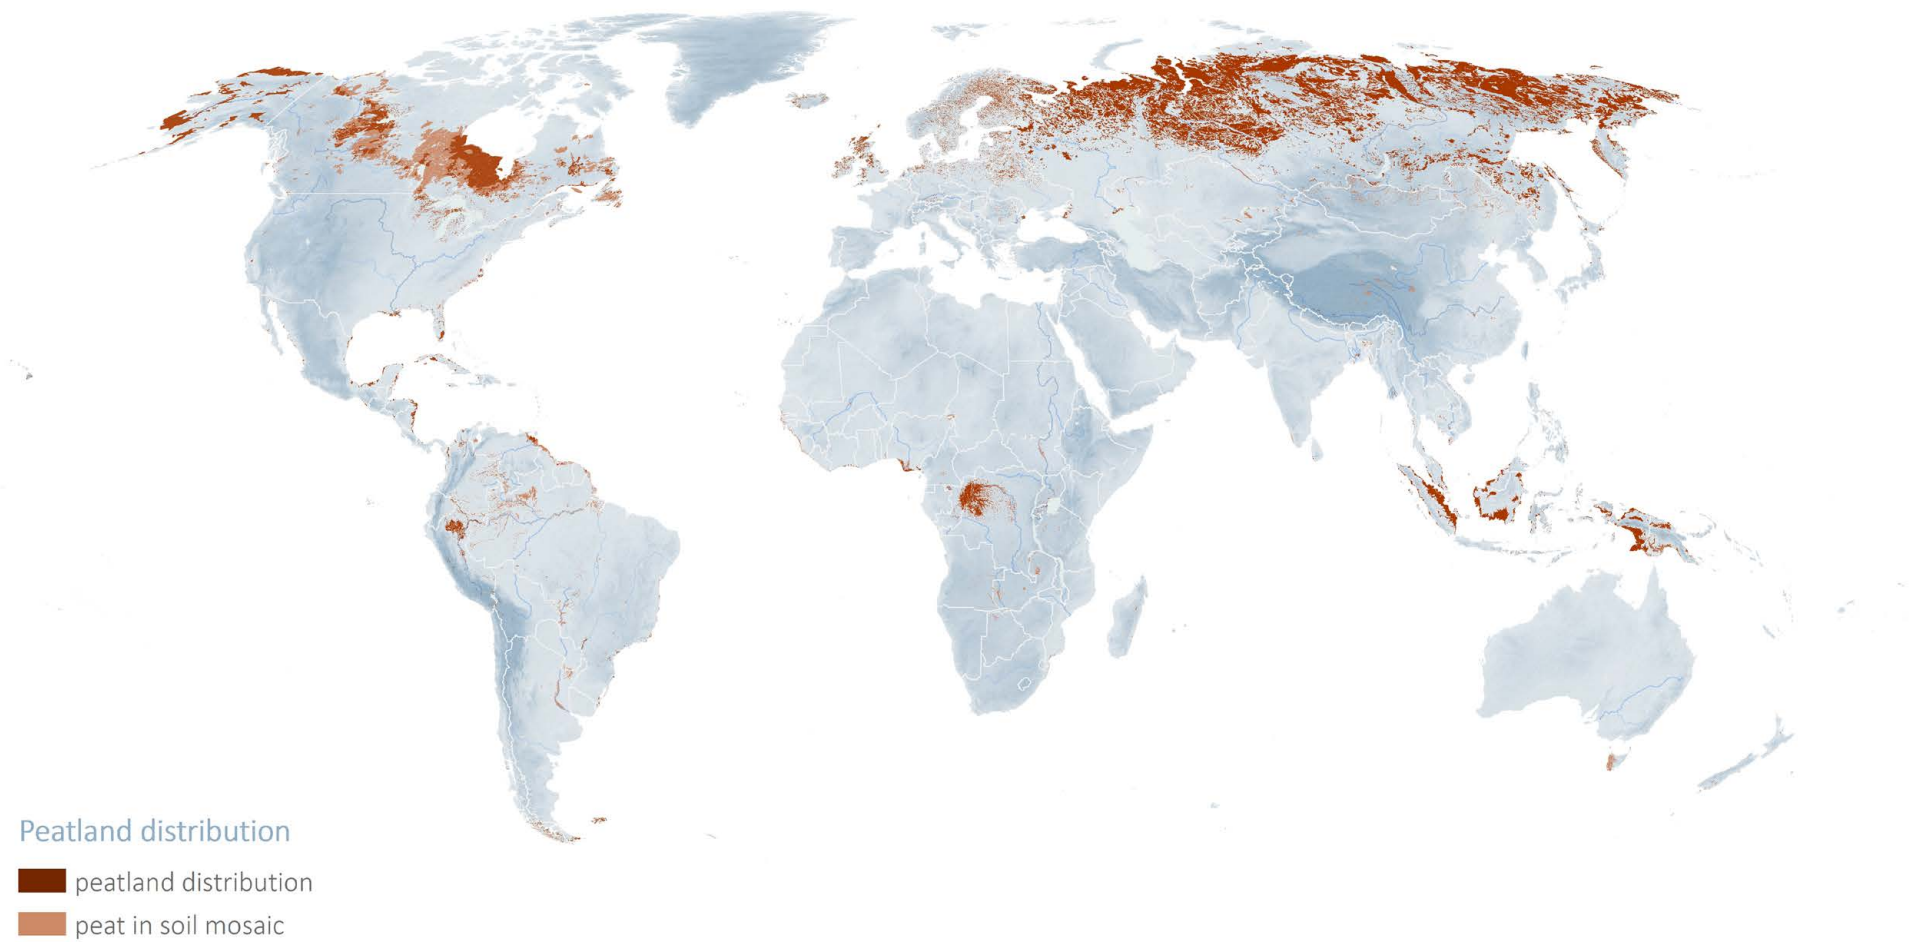 Peatland distribution
peatland distribution
peat in soil mosaic